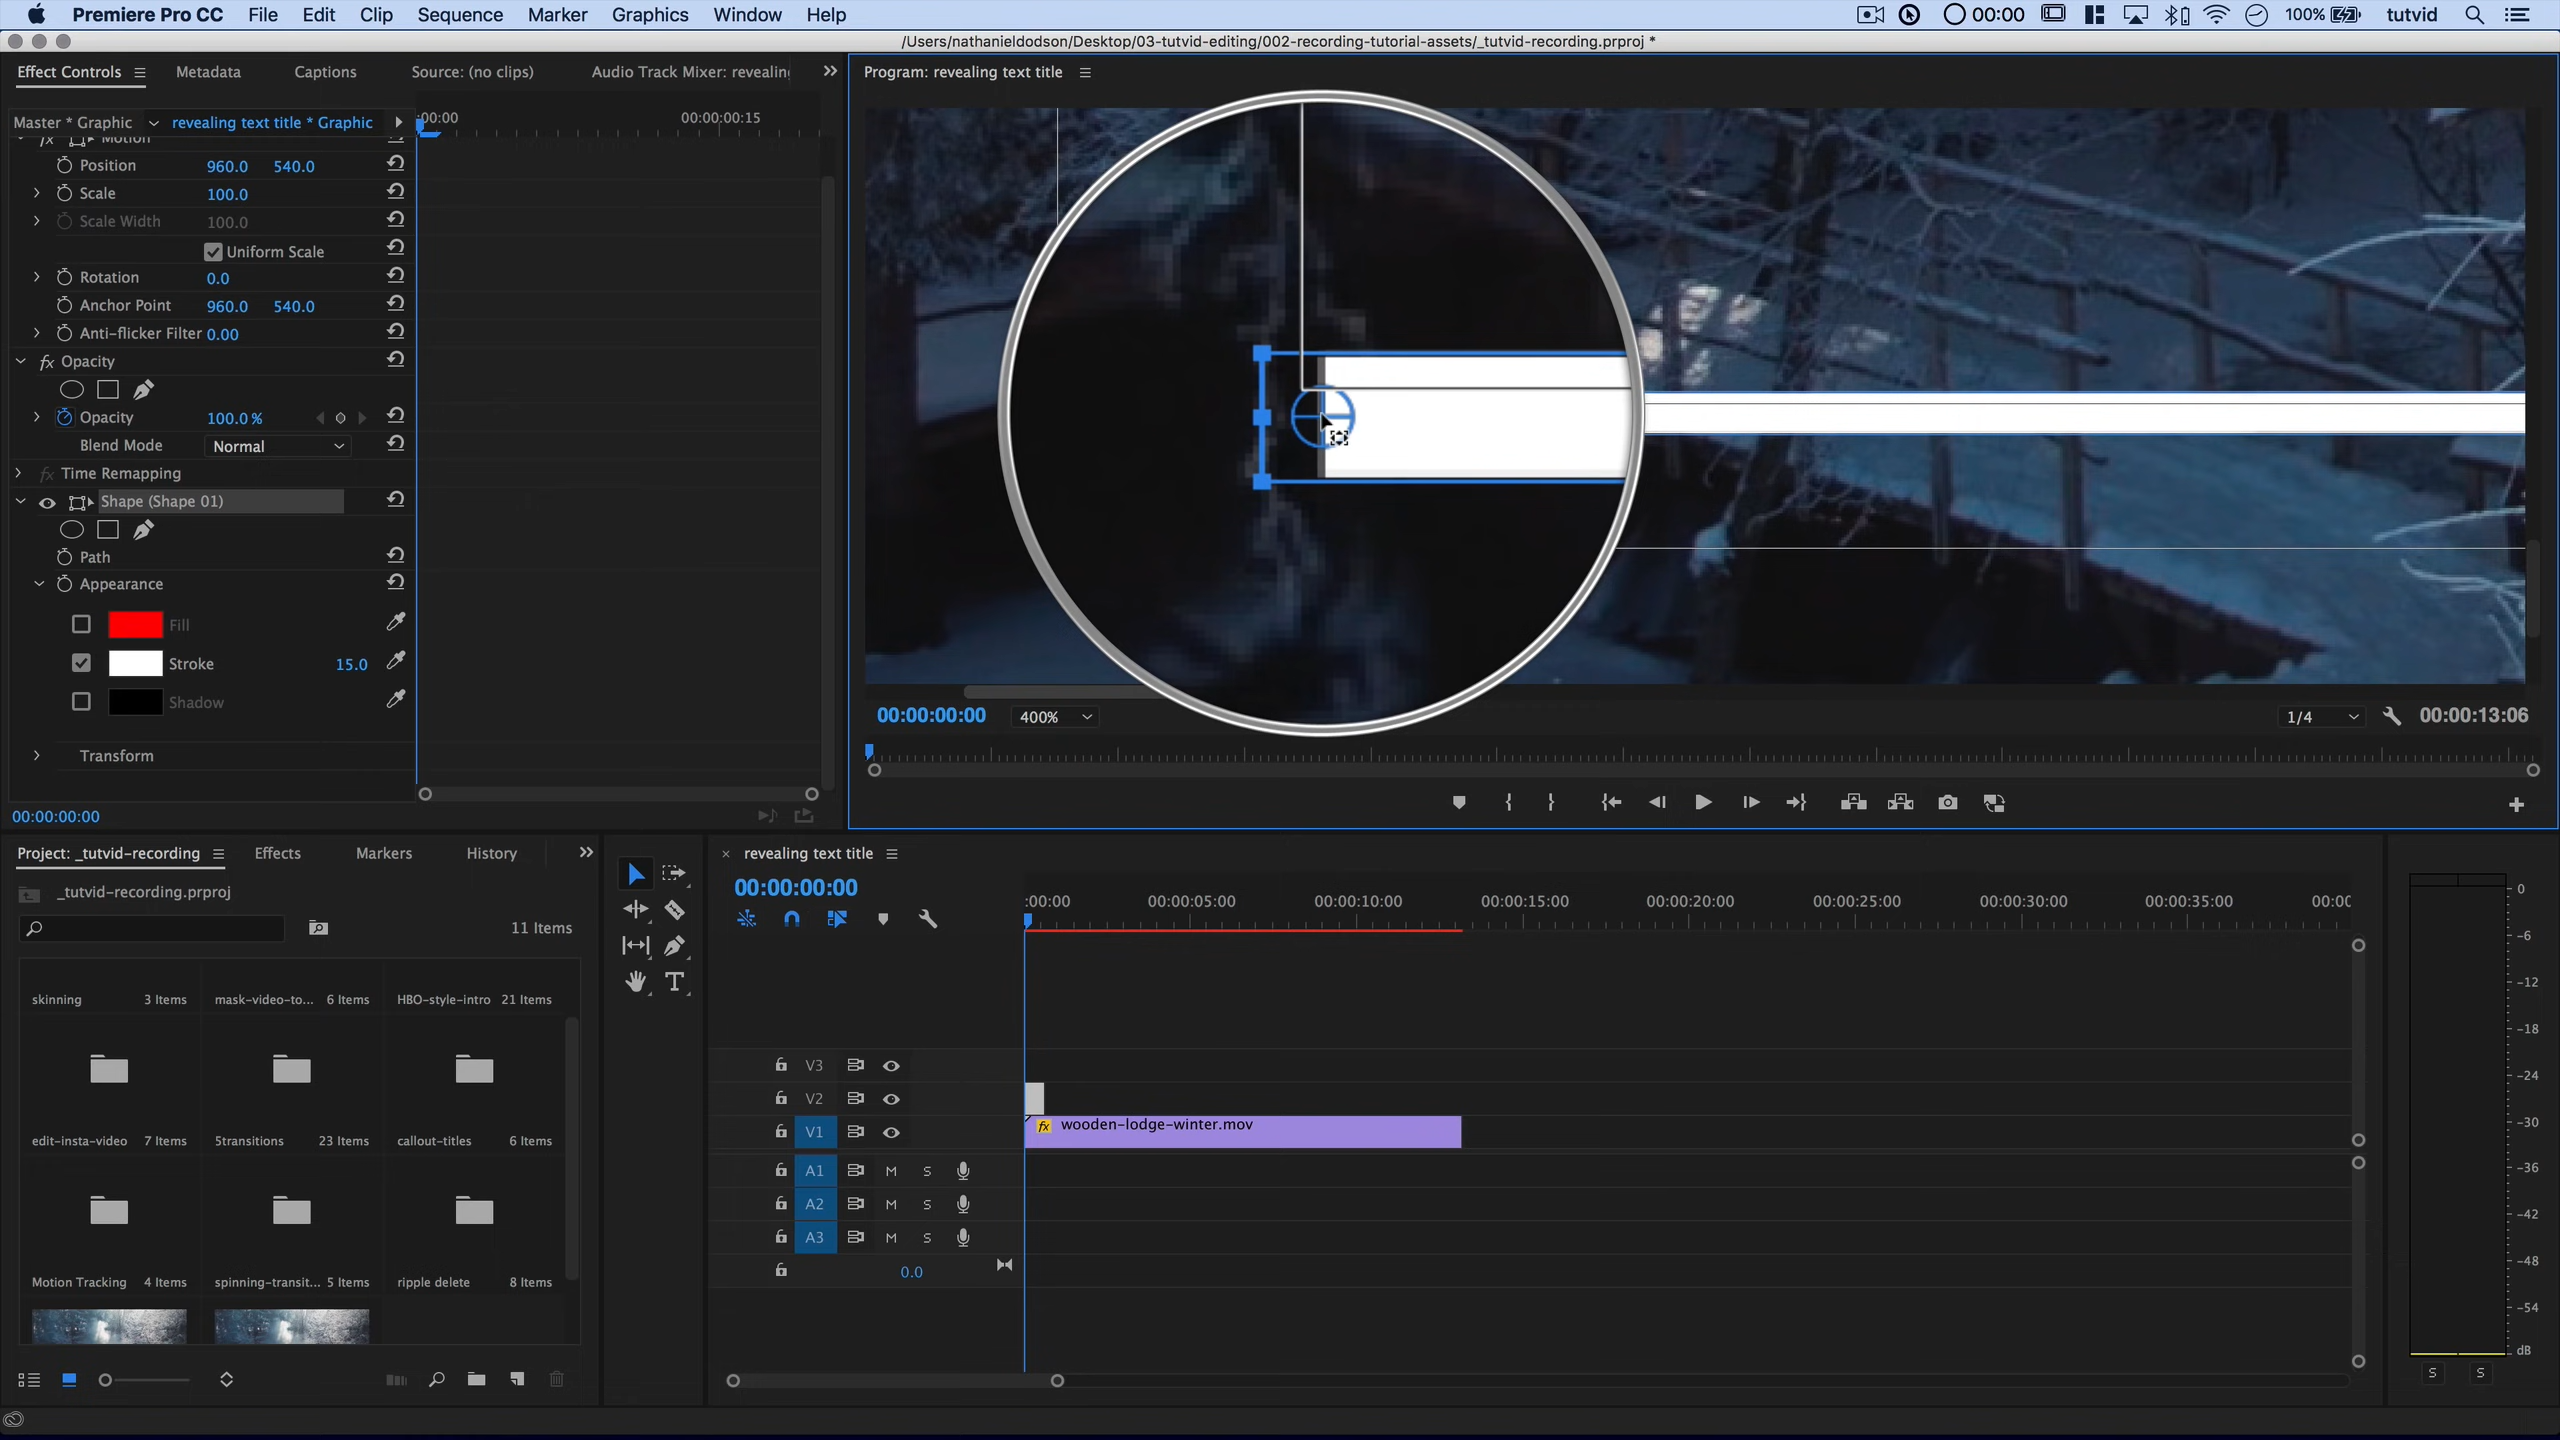 Premiere Pro CC File Edit Clip Sequence Marker Graphics Window Help 00:00 100% tutvid
/Users/nathanieldodson/Desktop/03-tutvid-editing/002-recording-tutorial-assets/_tutvid-recording.prproj *
Effect Controls Metadata Captions Source: (no clips) Audio Track Mixer: revealing
Program: revealing text title
Master * Graphic revealing text title * Graphic
:00:00 00:00:00:15
fx Motion
Position 960.0 540.0
Scale 100.0
Scale Width 100.0
Uniform Scale
Rotation 0.0
Anchor Point 960.0 540.0
Anti-flicker Filter 0.00
fx Opacity
Opacity 100.0 %
Blend Mode Normal
fx Time Remapping
Shape (Shape 01)
Path
Appearance
Fill
Stroke 15.0
Shadow
Transform
00:00:00:00
00:00:00:00 400% 1/4 00:00:13:06
Project: _tutvid-recording Effects Markers History
_tutvid-recording.prproj
11 Items
skinning 3 Items mask-video-to... 6 Items HBO-style-intro 21 Items
edit-insta-video 7 Items 5transitions 23 Items callout-titles 6 Items
Motion Tracking 4 Items spinning-transit... 5 Items ripple delete 8 Items
T
× revealing text title
00:00:00:00
:00:00 00:00:05:00 00:00:10:00 00:00:15:00 00:00:20:00 00:00:25:00 00:00:30:00 00:00:35:00 00:00
V3
V2
V1 fx wooden-lodge-winter.mov
A1 M S
A2 M S
A3 M S
0.0
0
-6
-12
-18
-24
-30
-36
-42
-48
-54
dB
S S